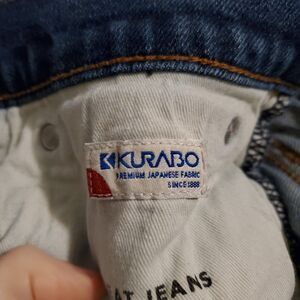 KURABO
PREMIUM JAPANESE FABRIC
SINCE 1888
JEANS